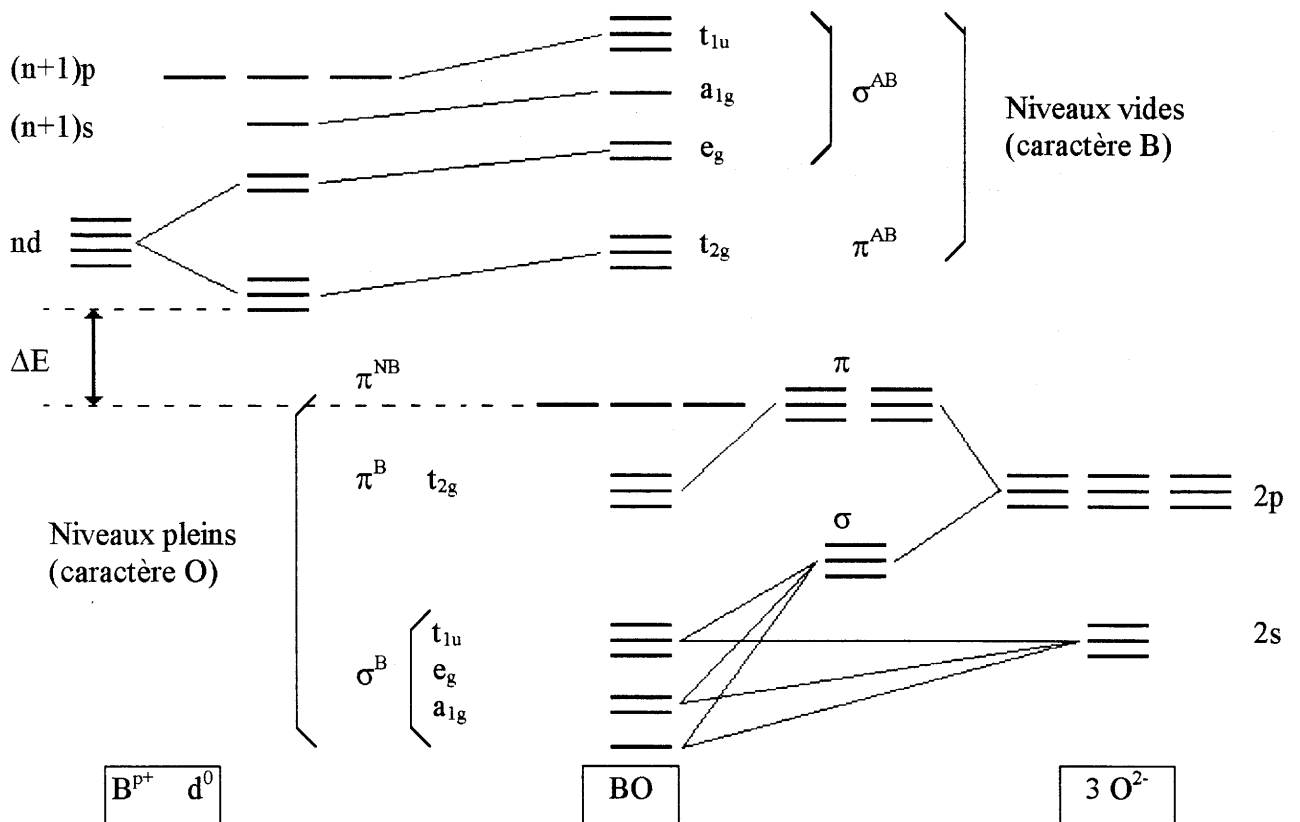 t₁ᵤ
(n+1)p
a₁g σᴬᴮ
(n+1)s
Niveaux vides
(caractère B)
eg
nd
t₂g πᴬᴮ
ΔE
πᴺᴮ
π
πᴮ t₂g
2p
Niveaux pleins
(caractère O)
σ
t₁ᵤ
2s
σᴮ
eg
a₁g
Bᵖ⁺ d⁰
BO
3 O²⁻